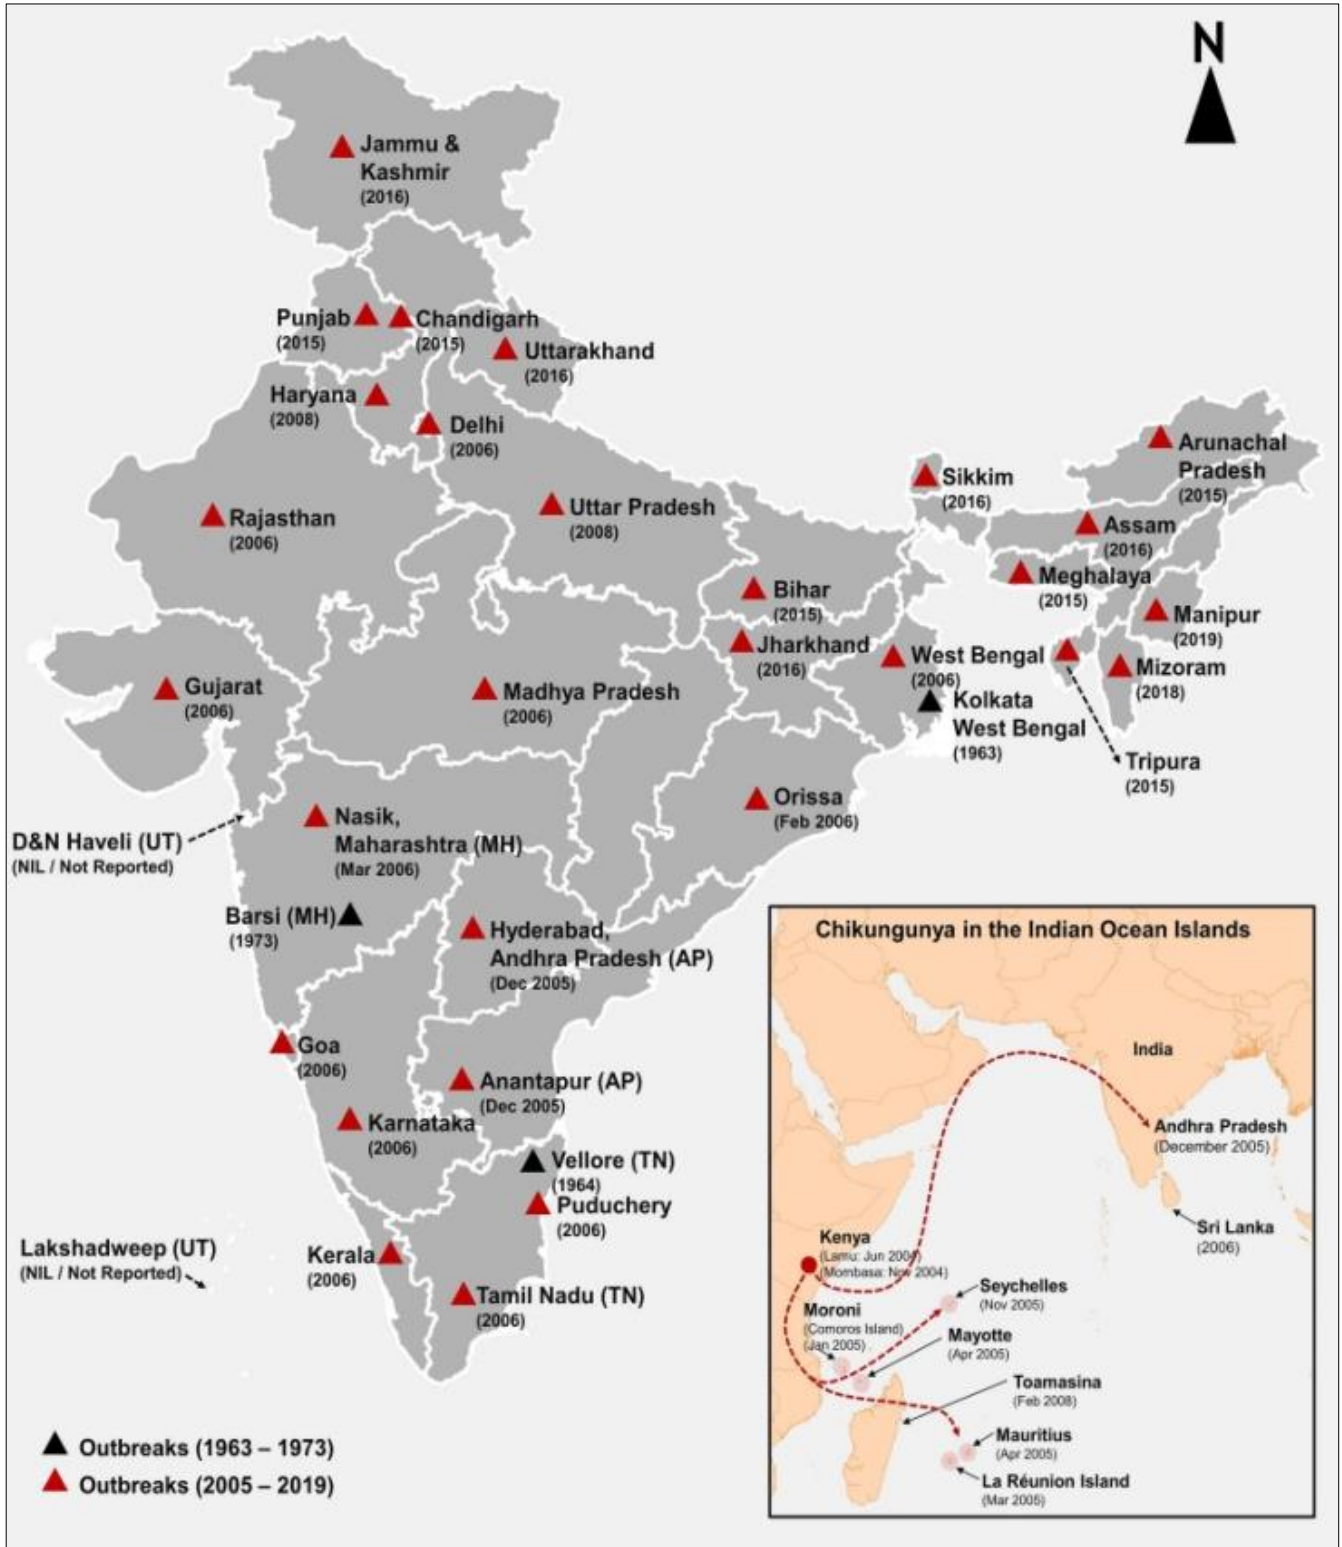 N
Jammu &
Kashmir
(2016)
Punjab
(2015)
Chandigarh
(2015)
Uttarakhand
(2016)
Haryana
(2008)
Delhi
(2006)
Arunachal
Pradesh
(2015)
Sikkim
(2016)
Rajasthan
(2006)
Uttar Pradesh
(2008)
Assam
(2016)
Meghalaya
(2015)
Bihar
(2015)
Manipur
(2019)
Jharkhand
(2016)
West Bengal
(2006)
Mizoram
(2018)
Gujarat
(2006)
Madhya Pradesh
(2006)
Kolkata
West Bengal
(1963)
Tripura
(2015)
Orissa
(Feb 2006)
Nasik,
Maharashtra (MH)
(Mar 2006)
D&N Haveli (UT)
(NIL / Not Reported)
Barsi (MH)
(1973)
Hyderabad,
Andhra Pradesh (AP)
(Dec 2005)
Goa
(2006)
Anantapur (AP)
(Dec 2005)
Karnataka
(2006)
Vellore (TN)
(1964)
Puduchery
(2006)
Lakshadweep (UT)
(NIL / Not Reported)
Kerala
(2006)
Tamil Nadu (TN)
(2006)
Outbreaks (1963 – 1973)
Outbreaks (2005 – 2019)
Chikungunya in the Indian Ocean Islands
India
Andhra Pradesh
(December 2005)
Sri Lanka
(2006)
Kenya
(Lamu: Jun 2004)
(Mombasa: Nov 2004)
Seychelles
(Nov 2005)
Moroni
(Comoros Island)
(Jan 2005)
Mayotte
(Apr 2005)
Toamasina
(Feb 2008)
Mauritius
(Apr 2005)
La Réunion Island
(Mar 2005)